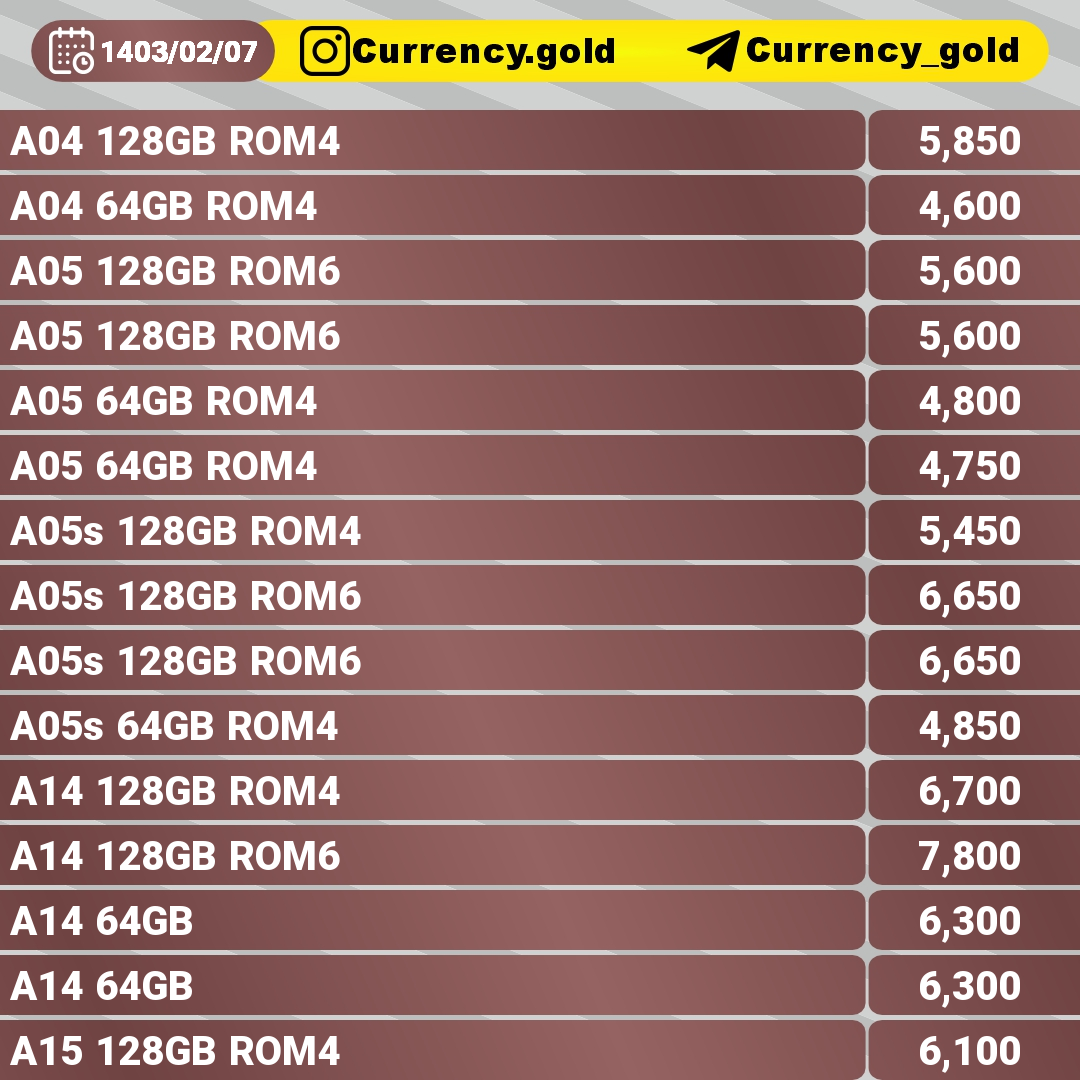 1403/02/07 Currency.gold Currency_gold
A04 128GB ROM4 5,850
A04 64GB ROM4 4,600
A05 128GB ROM6 5,600
A05 128GB ROM6 5,600
A05 64GB ROM4 4,800
A05 64GB ROM4 4,750
A05s 128GB ROM4 5,450
A05s 128GB ROM6 6,650
A05s 128GB ROM6 6,650
A05s 64GB ROM4 4,850
A14 128GB ROM4 6,700
A14 128GB ROM6 7,800
A14 64GB 6,300
A14 64GB 6,300
A15 128GB ROM4 6,100